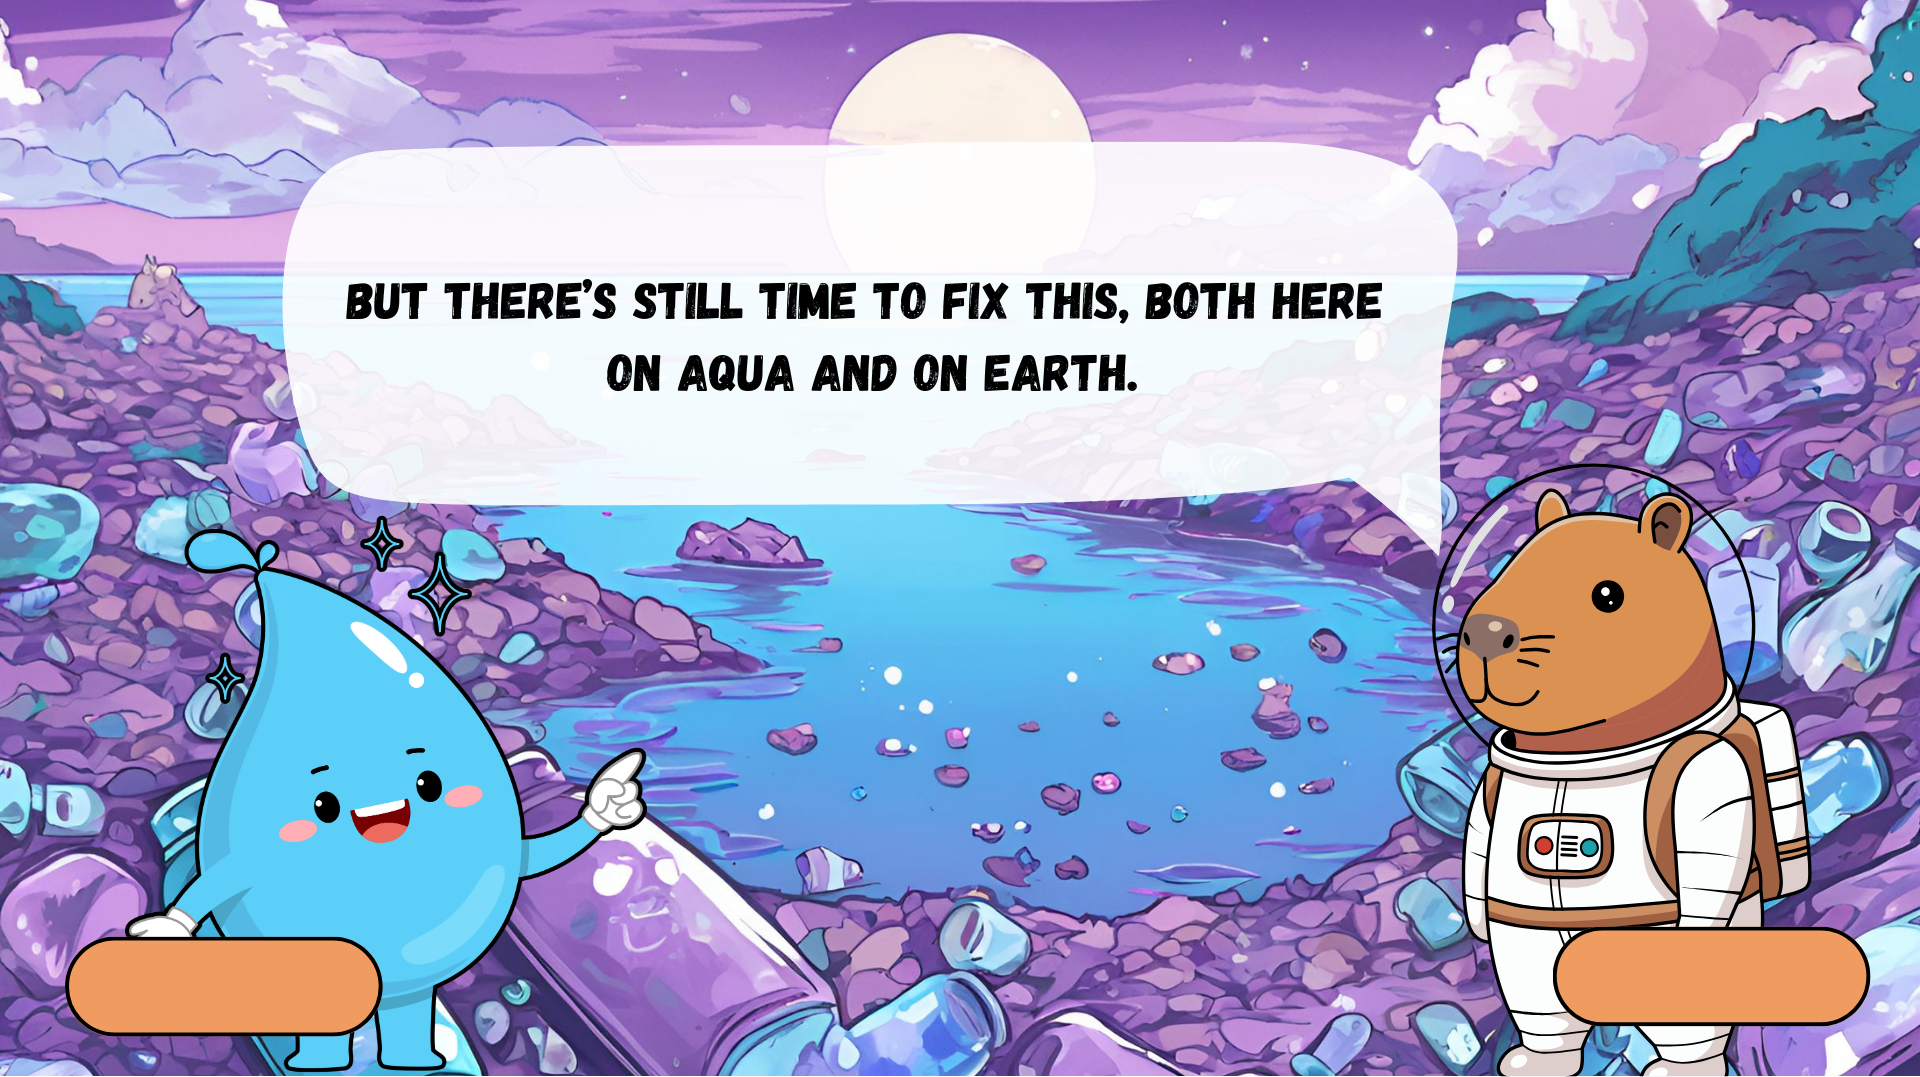 BUT THERE’S STILL TIME TO FIX THIS, BOTH HERE
ON AQUA AND ON EARTH.